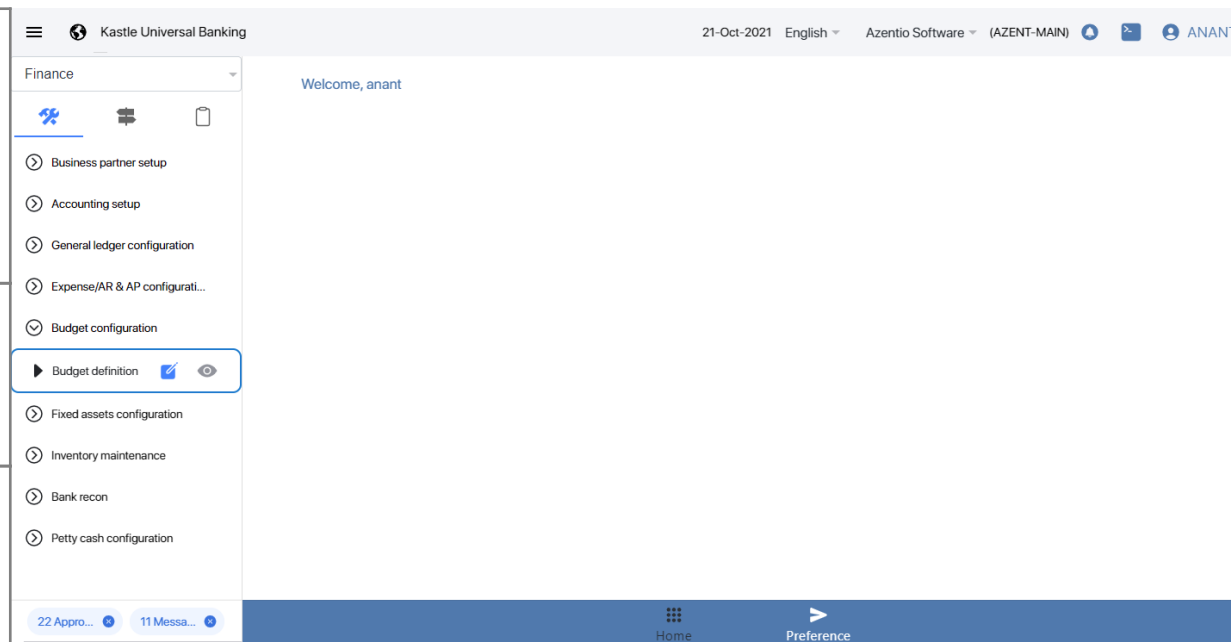 Kastle Universal Banking 21-Oct-2021 English Azentio Software (AZENT-MAIN) ANANT
Finance
Welcome, anant
Business partner setup
Accounting setup
General ledger configuration
Expense/AR & AP configurati...
Budget configuration
Budget definition
Fixed assets configuration
Inventory maintenance
Bank recon
Petty cash configuration
22 Appro... 11 Messa...
Home Preference